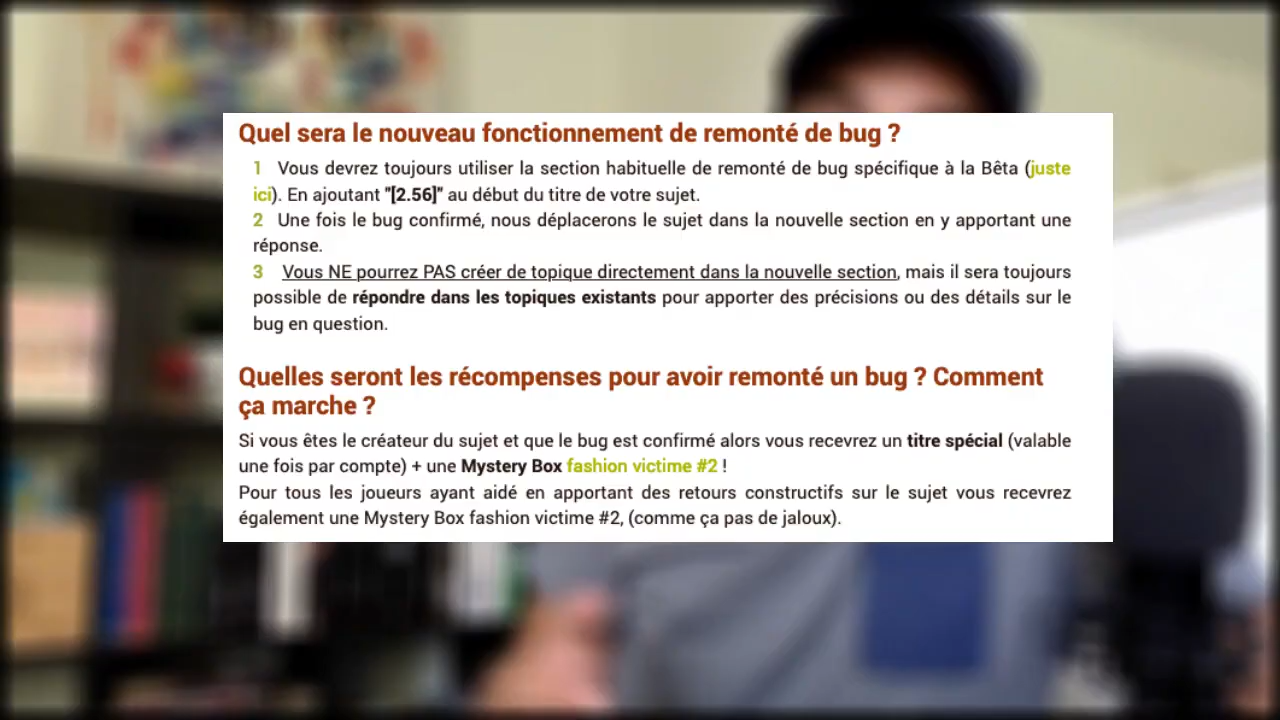 Quel sera le nouveau fonctionnement de remonté de bug ?
1 Vous devrez toujours utiliser la section habituelle de remonté de bug spécifique à la Bêta (juste
ici). En ajoutant "[2.56]" au début du titre de votre sujet.
2 Une fois le bug confirmé, nous déplacerons le sujet dans la nouvelle section en y apportant une
réponse.
3 Vous NE pourrez PAS créer de topique directement dans la nouvelle section, mais il sera toujours
possible de répondre dans les topiques existants pour apporter des précisions ou des détails sur le
bug en question.
Quelles seront les récompenses pour avoir remonté un bug ? Comment
ça marche ?
Si vous êtes le créateur du sujet et que le bug est confirmé alors vous recevrez un titre spécial (valable
une fois par compte) + une Mystery Box fashion victime #2 !
Pour tous les joueurs ayant aidé en apportant des retours constructifs sur le sujet vous recevrez
également une Mystery Box fashion victime #2, (comme ça pas de jaloux).